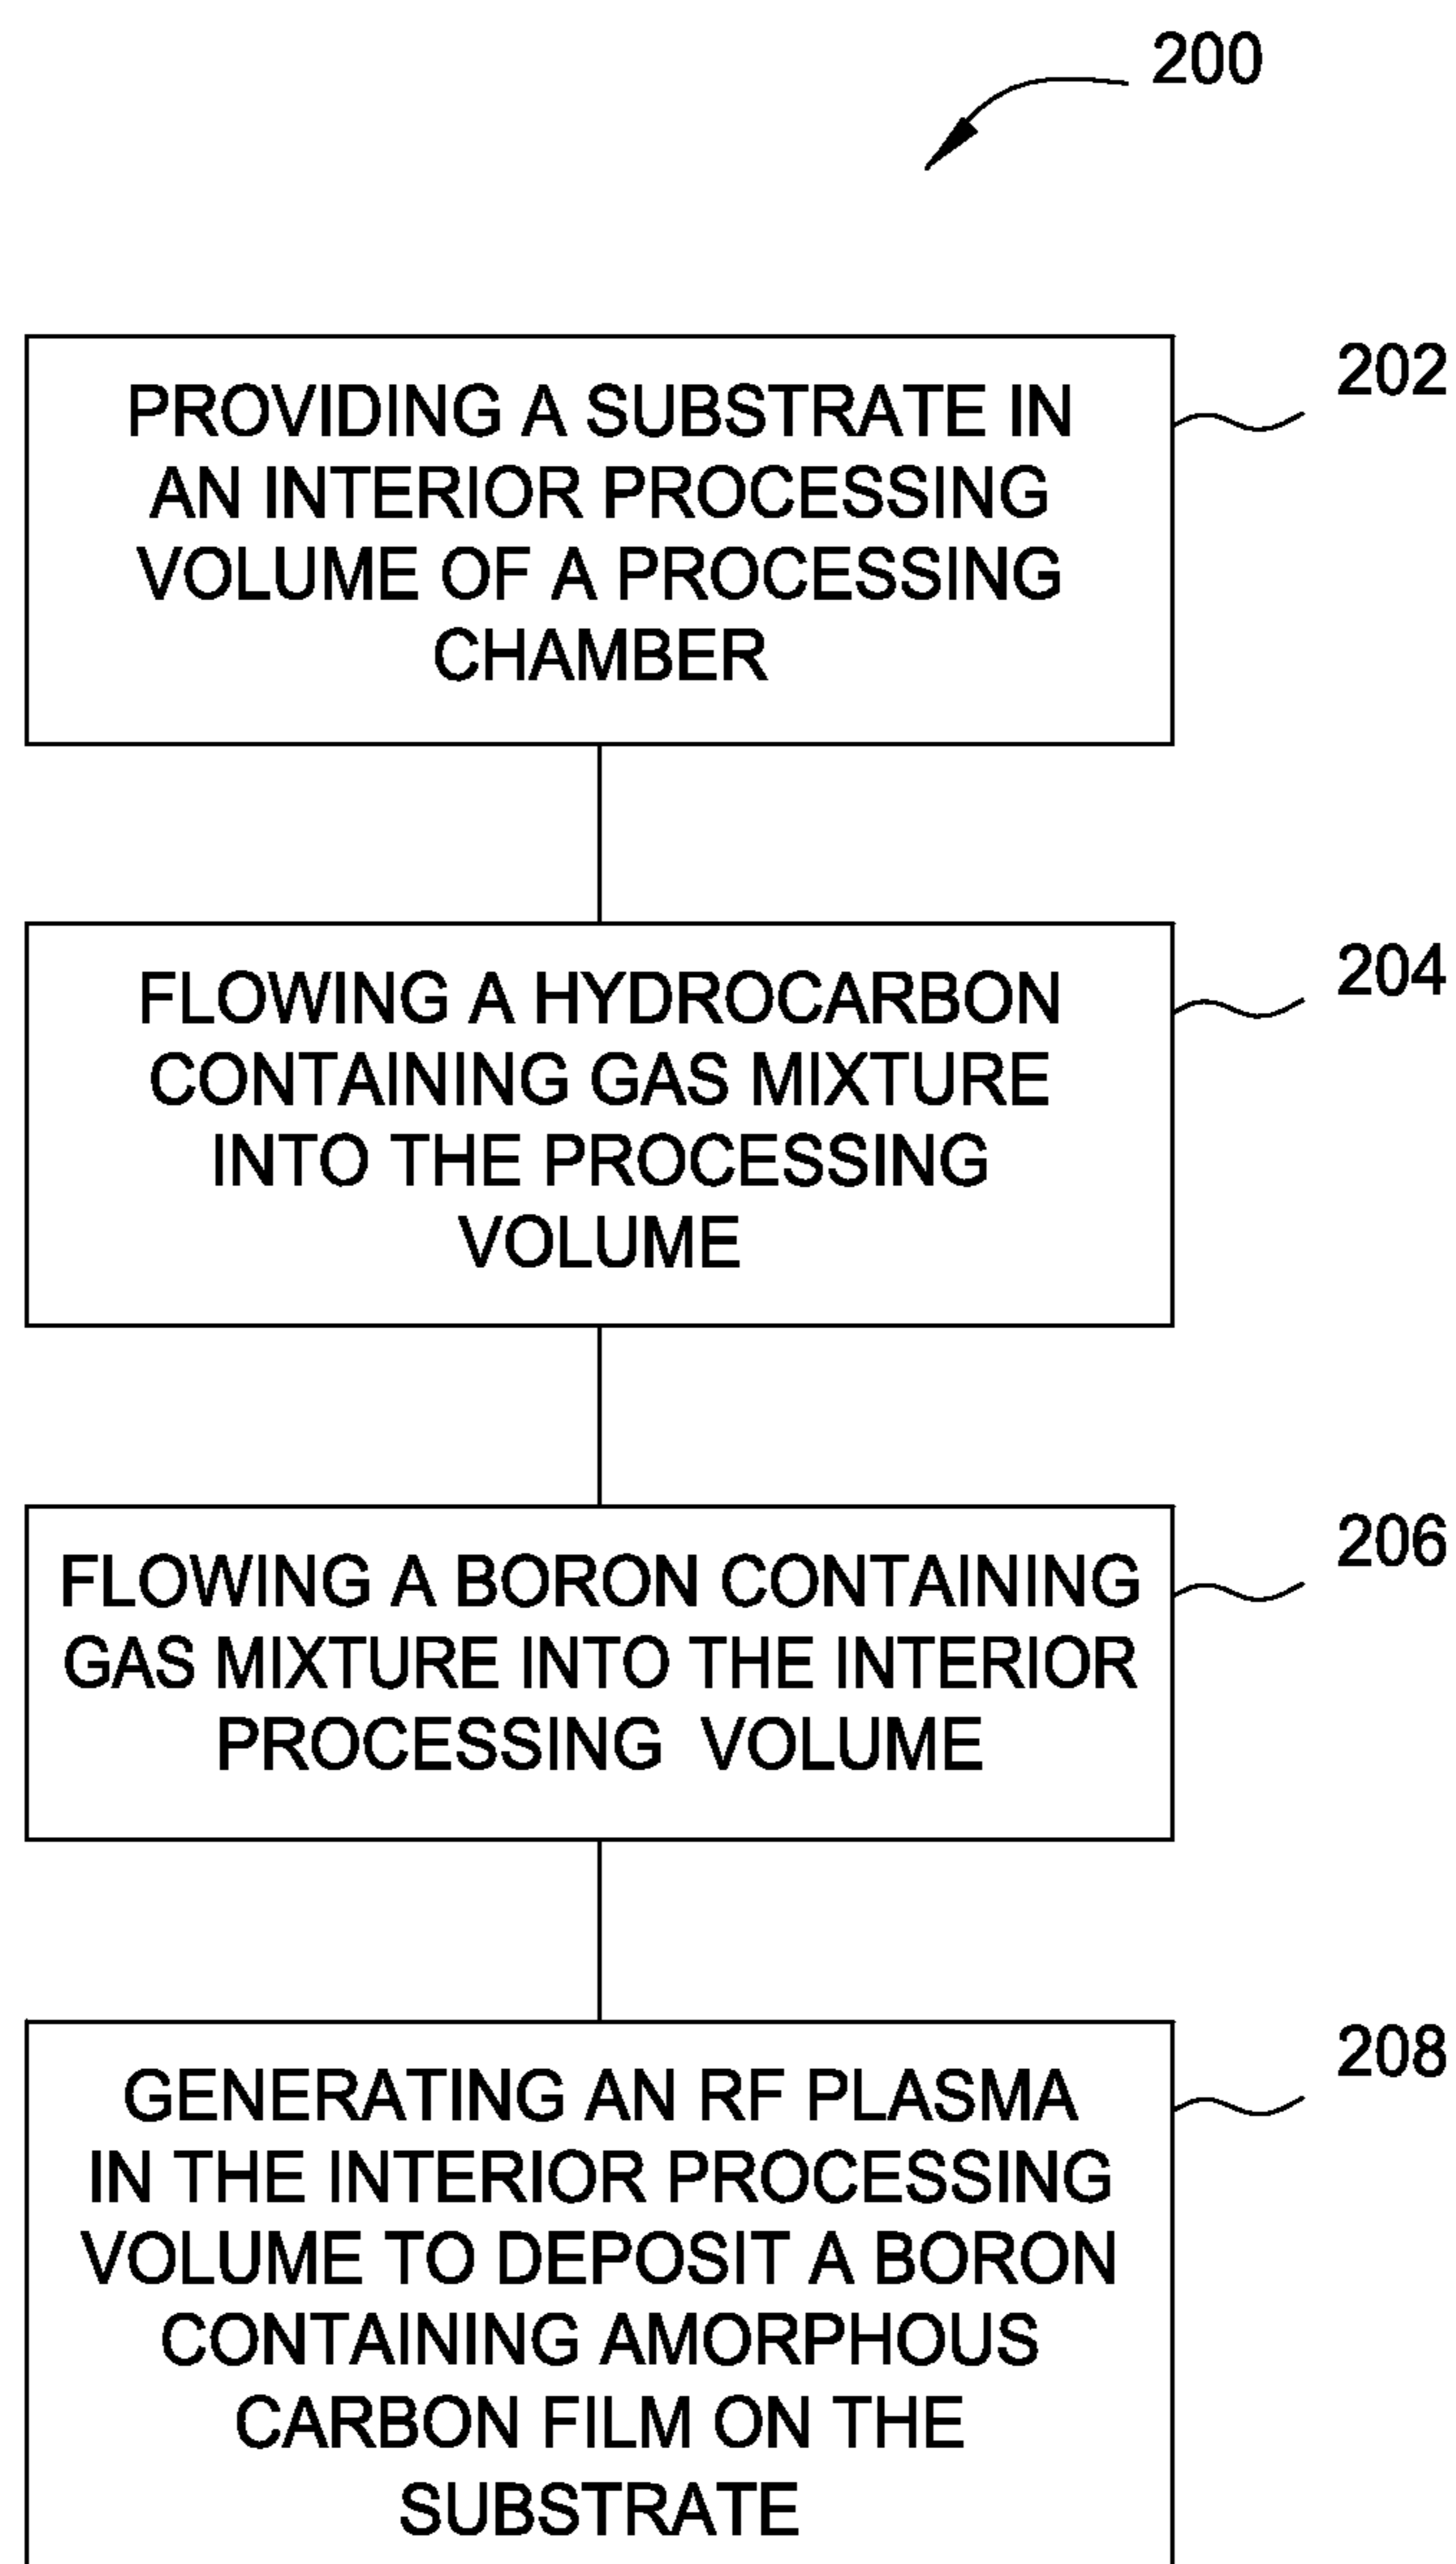 200
PROVIDING A SUBSTRATE IN
AN INTERIOR PROCESSING
VOLUME OF A PROCESSING
CHAMBER
202
FLOWING A HYDROCARBON
CONTAINING GAS MIXTURE
INTO THE PROCESSING
VOLUME
204
FLOWING A BORON CONTAINING
GAS MIXTURE INTO THE INTERIOR
PROCESSING VOLUME
206
GENERATING AN RF PLASMA
IN THE INTERIOR PROCESSING
VOLUME TO DEPOSIT A BORON
CONTAINING AMORPHOUS
CARBON FILM ON THE
SUBSTRATE
208